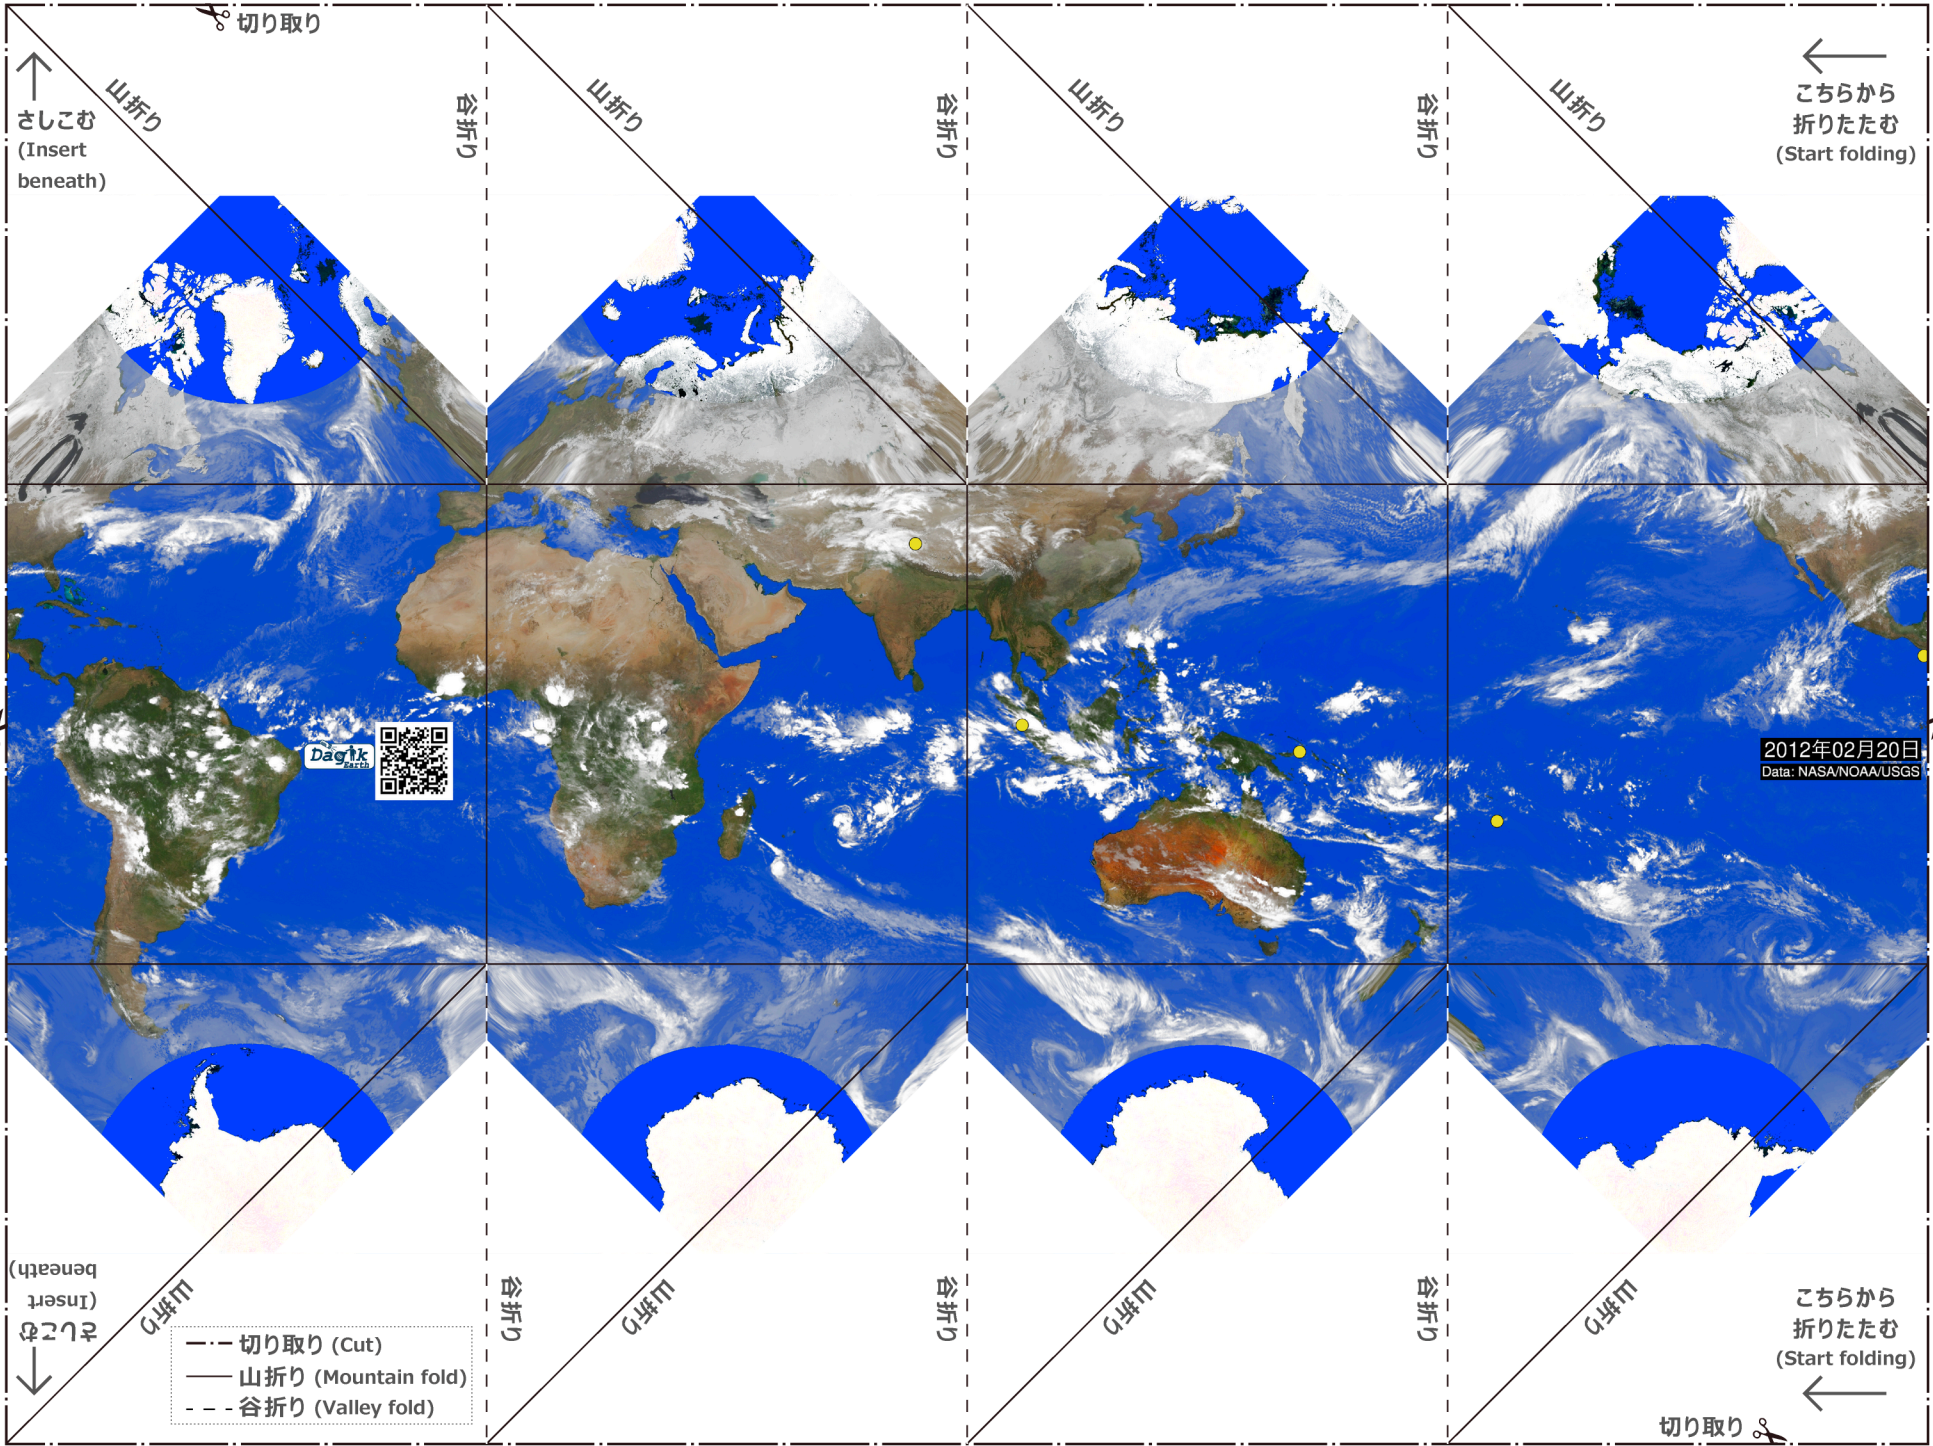 切り取り
山折り
谷折り
山折り
谷折り
山折り
谷折り
山折り
さしこむ
(Insert
beneath)
こちらから
折りたたむ
(Start folding)
Dagik
Earth
2012年02月20日
Data: NASA/NOAA/USGS
さしこむ
(Insert
beneath)
山折り
谷折り
山折り
谷折り
山折り
谷折り
山折り
こちらから
折りたたむ
(Start folding)
切り取り (Cut)
山折り (Mountain fold)
谷折り (Valley fold)
切り取り